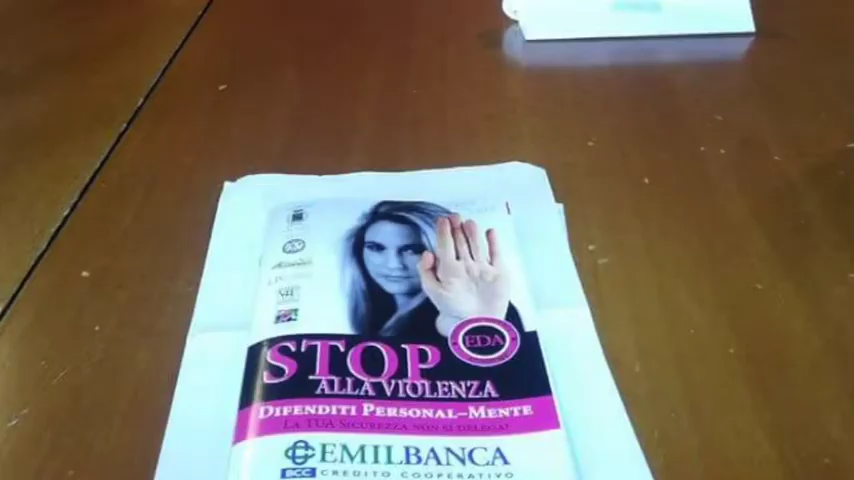 STOP
EDA
ALLA VIOLENZA
DIFENDITI PERSONAL-MENTE
LA TUA SICUREZZA NON SI DELEGA!
EMILBANCA
BCC CREDITO COOPERATIVO